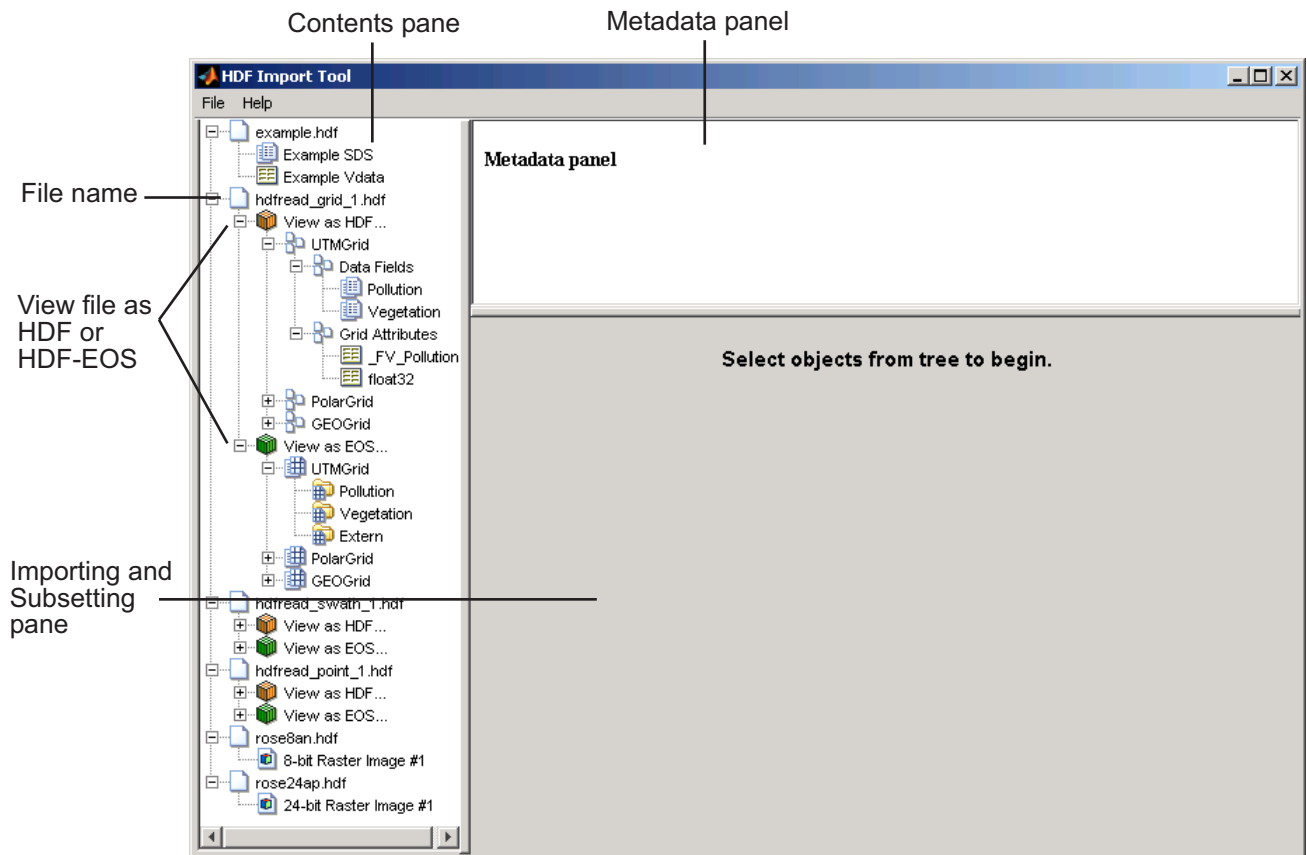 Contents pane
Metadata panel
HDF Import Tool
File Help
example.hdf
Example SDS
Example Vdata
hdfread_grid_1.hdf
View as HDF...
UTMGrid
Data Fields
Pollution
Vegetation
Grid Attributes
_FV_Pollution
float32
PolarGrid
GEOGrid
View as EOS...
UTMGrid
Pollution
Vegetation
Extern
PolarGrid
GEOGrid
hdfread_swath_1.hdf
View as HDF...
View as EOS...
hdfread_point_1.hdf
View as HDF...
View as EOS...
rose8an.hdf
8-bit Raster Image #1
rose24ap.hdf
24-bit Raster Image #1
Metadata panel
Select objects from tree to begin.
File name
View file as
HDF or
HDF-EOS
Importing and
Subsetting
pane